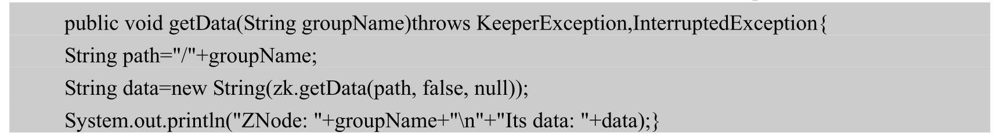 public void getData(String groupName)throws KeeperException,InterruptedException{
String path="/"+groupName;
String data=new String(zk.getData(path, false, null));
System.out.println("ZNode: "+groupName+"\n"+"Its data: "+data);}